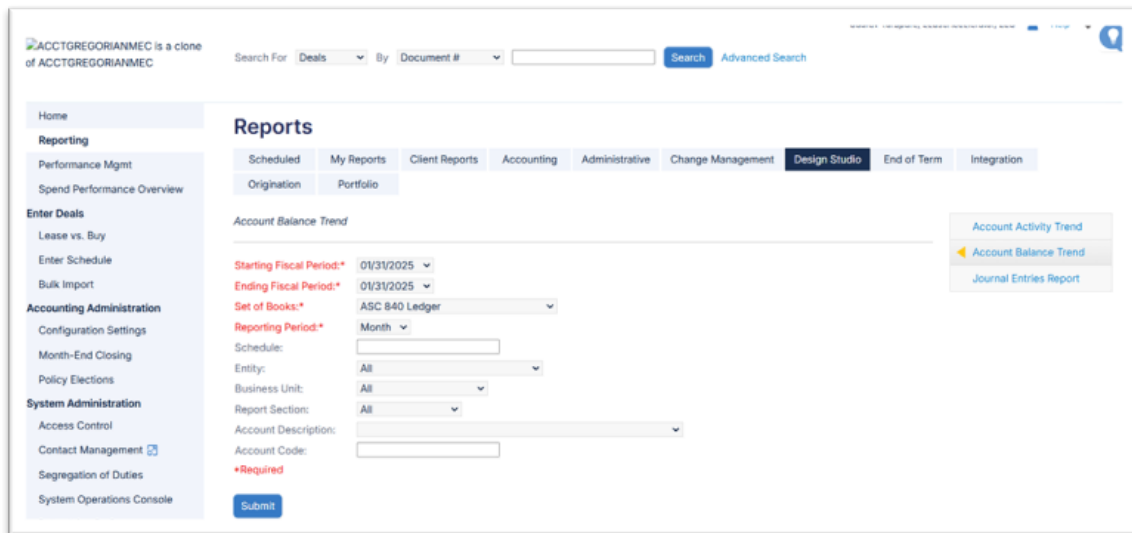 ACCTGREGORIANMEC is a clone
of ACCTGREGORIANMEC
Search For Deals By Document # Search Advanced Search
Home
Reporting
Performance Mgmt
Spend Performance Overview
Enter Deals
Lease vs. Buy
Enter Schedule
Bulk Import
Accounting Administration
Configuration Settings
Month-End Closing
Policy Elections
System Administration
Access Control
Contact Management
Segregation of Duties
System Operations Console
Reports
Scheduled My Reports Client Reports Accounting Administrative Change Management Design Studio End of Term Integration
Origination Portfolio
Account Balance Trend
Starting Fiscal Period:* 01/31/2025
Ending Fiscal Period:* 01/31/2025
Set of Books:* ASC 840 Ledger
Reporting Period:* Month
Schedule:
Entity: All
Business Unit: All
Report Section: All
Account Description:
Account Code:
*Required
Submit
Account Activity Trend
Account Balance Trend
Journal Entries Report